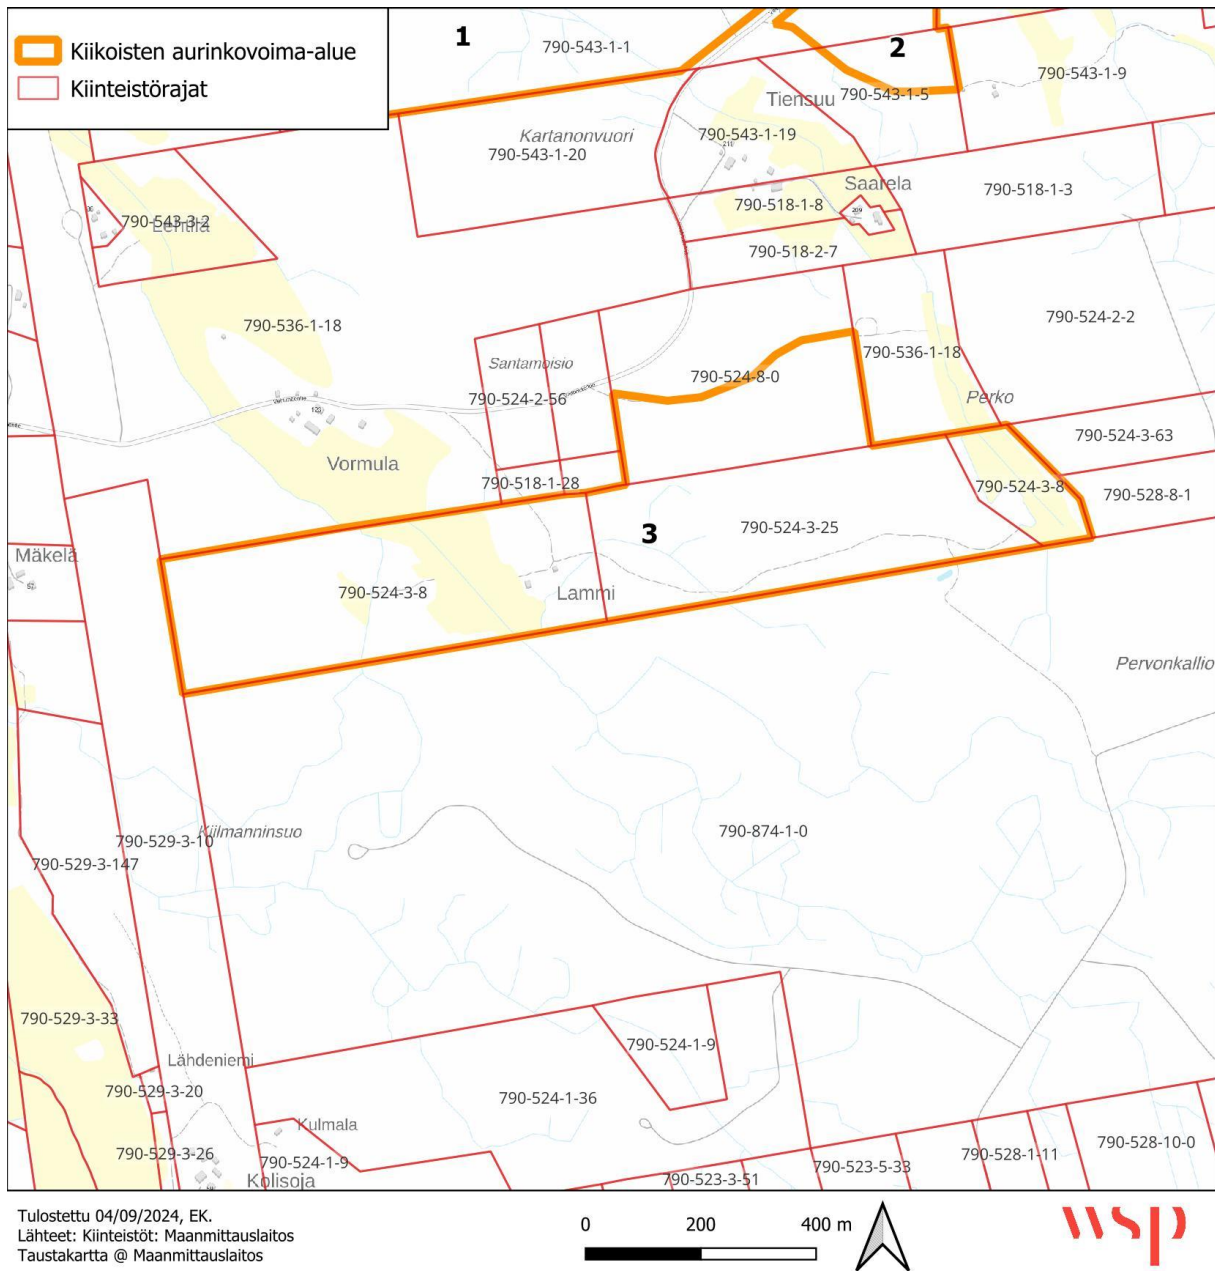 Kiikoisten aurinkovoima-alue
Kiinteistörajat
1
790-543-1-1
2
790-543-1-9
Tiensuu
790-543-1-5
Kartanonvuori
790-543-1-19
790-543-1-20
Saarela
790-518-1-3
790-518-1-8
209
790-543-3-2
Lehtilä
790-518-2-7
790-536-1-18
790-524-2-2
790-536-1-18
Santamoisio
790-524-8-0
790-524-2-56
Perko
120
Vormula
790-524-3-63
790-518-1-28
790-524-3-8
790-528-8-1
3
790-524-3-25
Mäkelä
52
790-524-3-8
Lammi
Pervonkallio
790-874-1-0
Kiilmanninsuo
790-529-3-10
790-529-3-147
790-529-3-33
790-524-1-9
Lähdeniemi
790-529-3-20
790-524-1-36
Kulmala
790-528-10-0
790-529-3-26
790-528-1-11
790-524-1-9
790-523-5-33
Kolisoja
790-523-3-51
Tulostettu 04/09/2024, EK.
Lähteet: Kiinteistöt: Maanmittauslaitos
Taustakartta @ Maanmittauslaitos
0 200 400 m
wsp